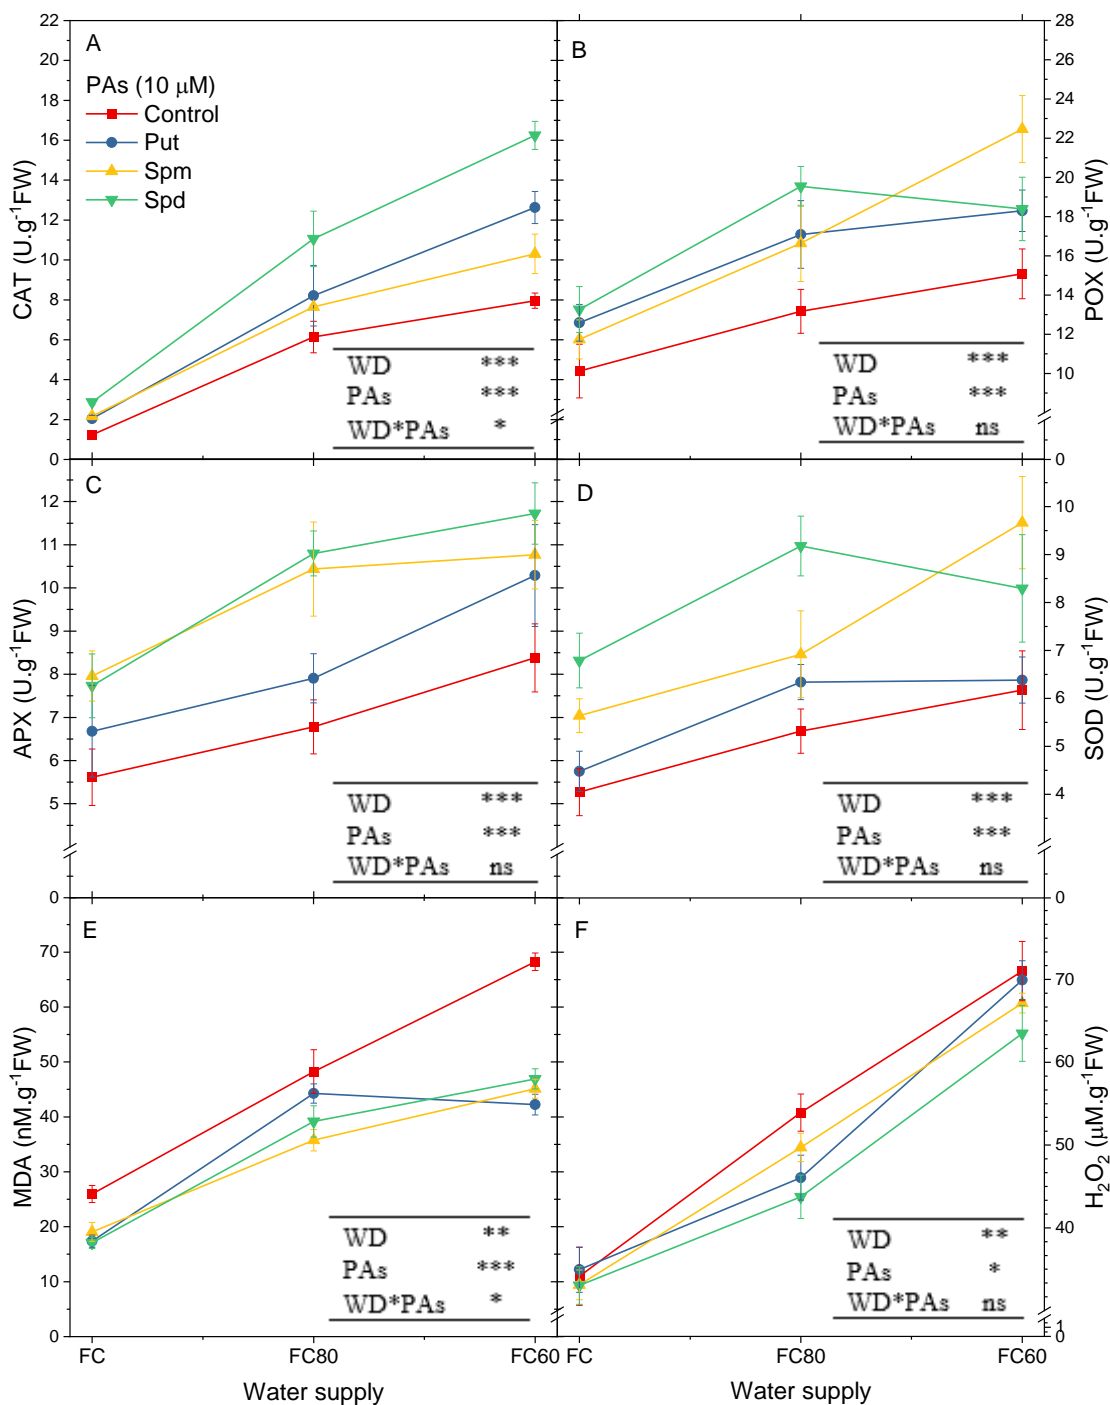 A
PAs (10 μM)
Control
Put
Spm
Spd
CAT (U.g⁻¹FW)
22
20
18
16
14
12
10
8
6
4
2
0
WD ***
PAs ***
WD*PAs *
B
POX (U.g⁻¹FW)
28
26
24
22
20
18
16
14
12
10
0
WD ***
PAs ***
WD*PAs ns
C
APX (U.g⁻¹FW)
12
11
10
9
8
7
6
5
0
WD ***
PAs ***
WD*PAs ns
D
SOD (U.g⁻¹FW)
10
9
8
7
6
5
4
0
WD ***
PAs ***
WD*PAs ns
E
MDA (nM.g⁻¹FW)
70
60
50
40
30
20
10
0
WD **
PAs ***
WD*PAs *
FC
FC80
FC60
Water supply
F
H₂O₂ (μM.g⁻¹FW)
70
60
50
40
1
0
WD **
PAs *
WD*PAs ns
FC
FC80
FC60
Water supply